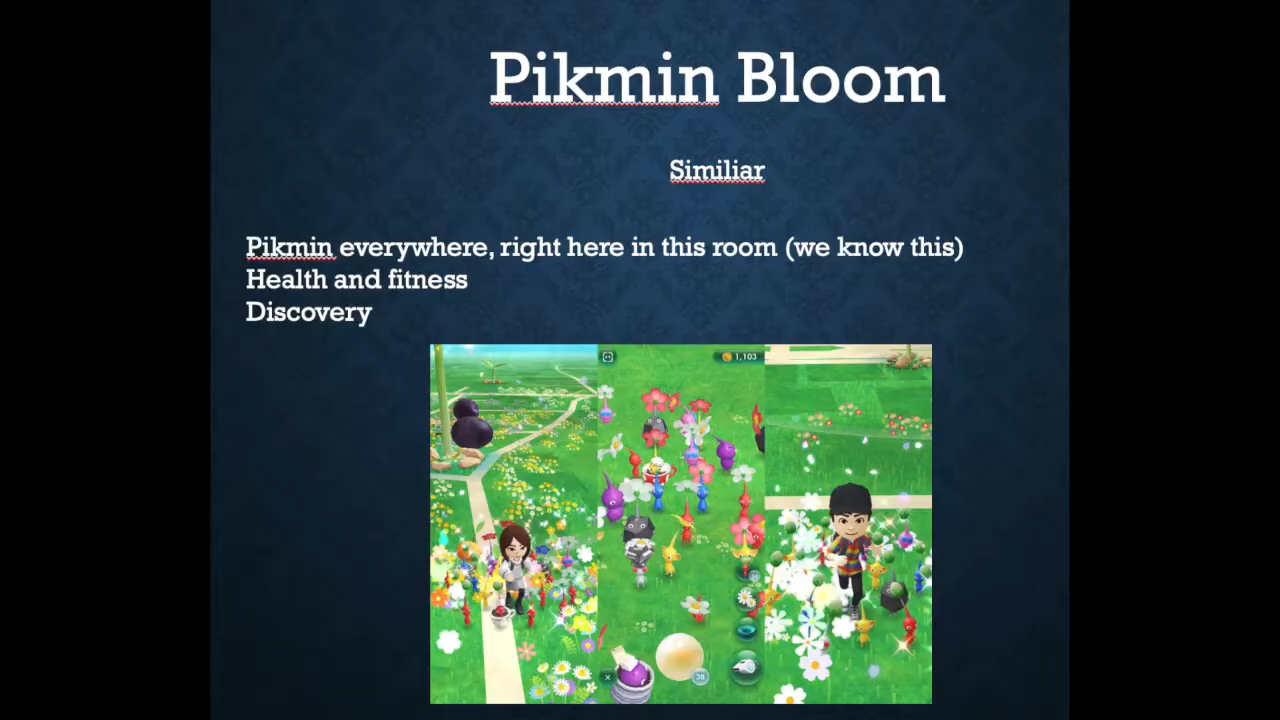 Pikmin Bloom
Similiar
Pikmin everywhere, right here in this room (we know this)
Health and fitness
Discovery
1,103
38